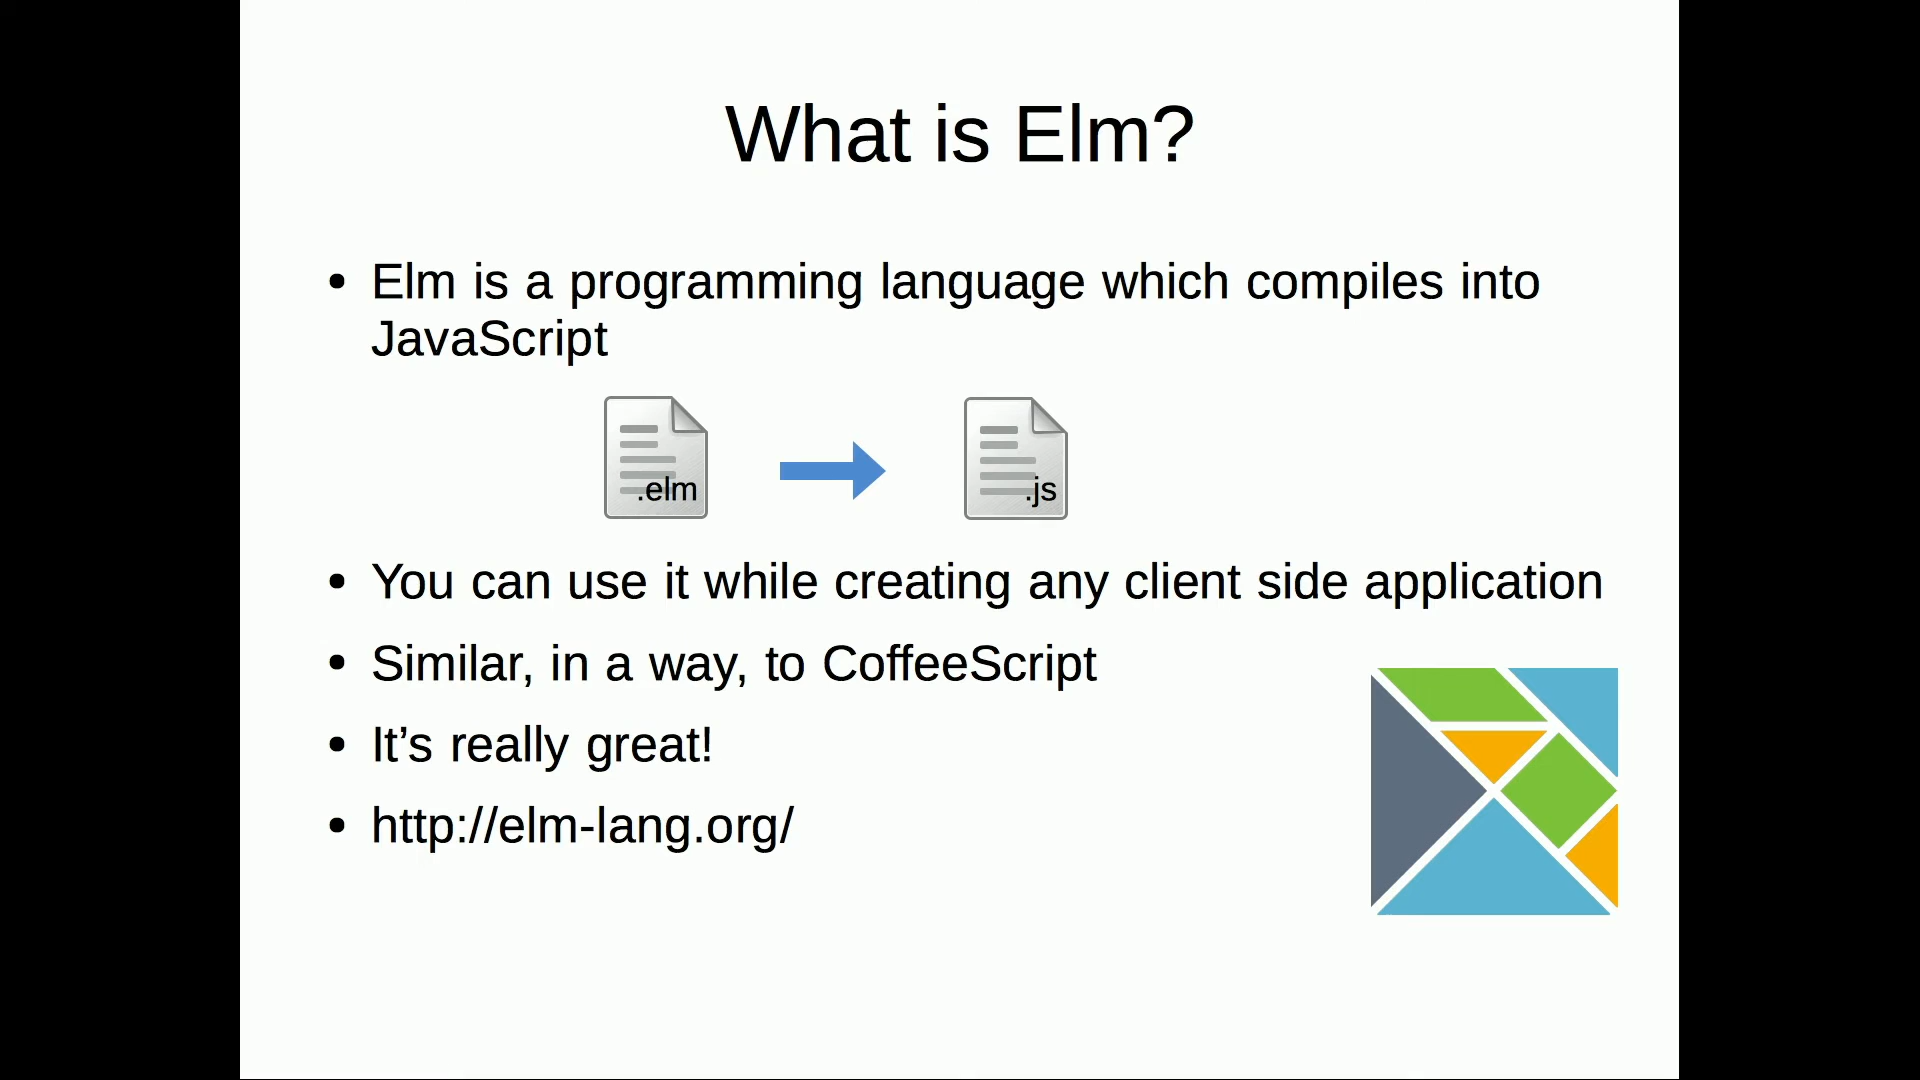 What is Elm?
• Elm is a programming language which compiles into
JavaScript
.elm
.js
• You can use it while creating any client side application
• Similar, in a way, to CoffeeScript
• It’s really great!
• http://elm-lang.org/